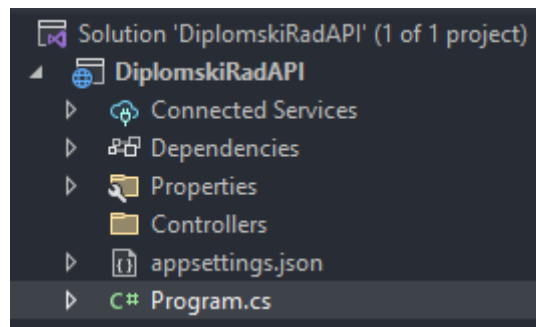 Solution 'DiplomskiRadAPI' (1 of 1 project)
DiplomskiRadAPI
Connected Services
Dependencies
Properties
Controllers
appsettings.json
C# Program.cs